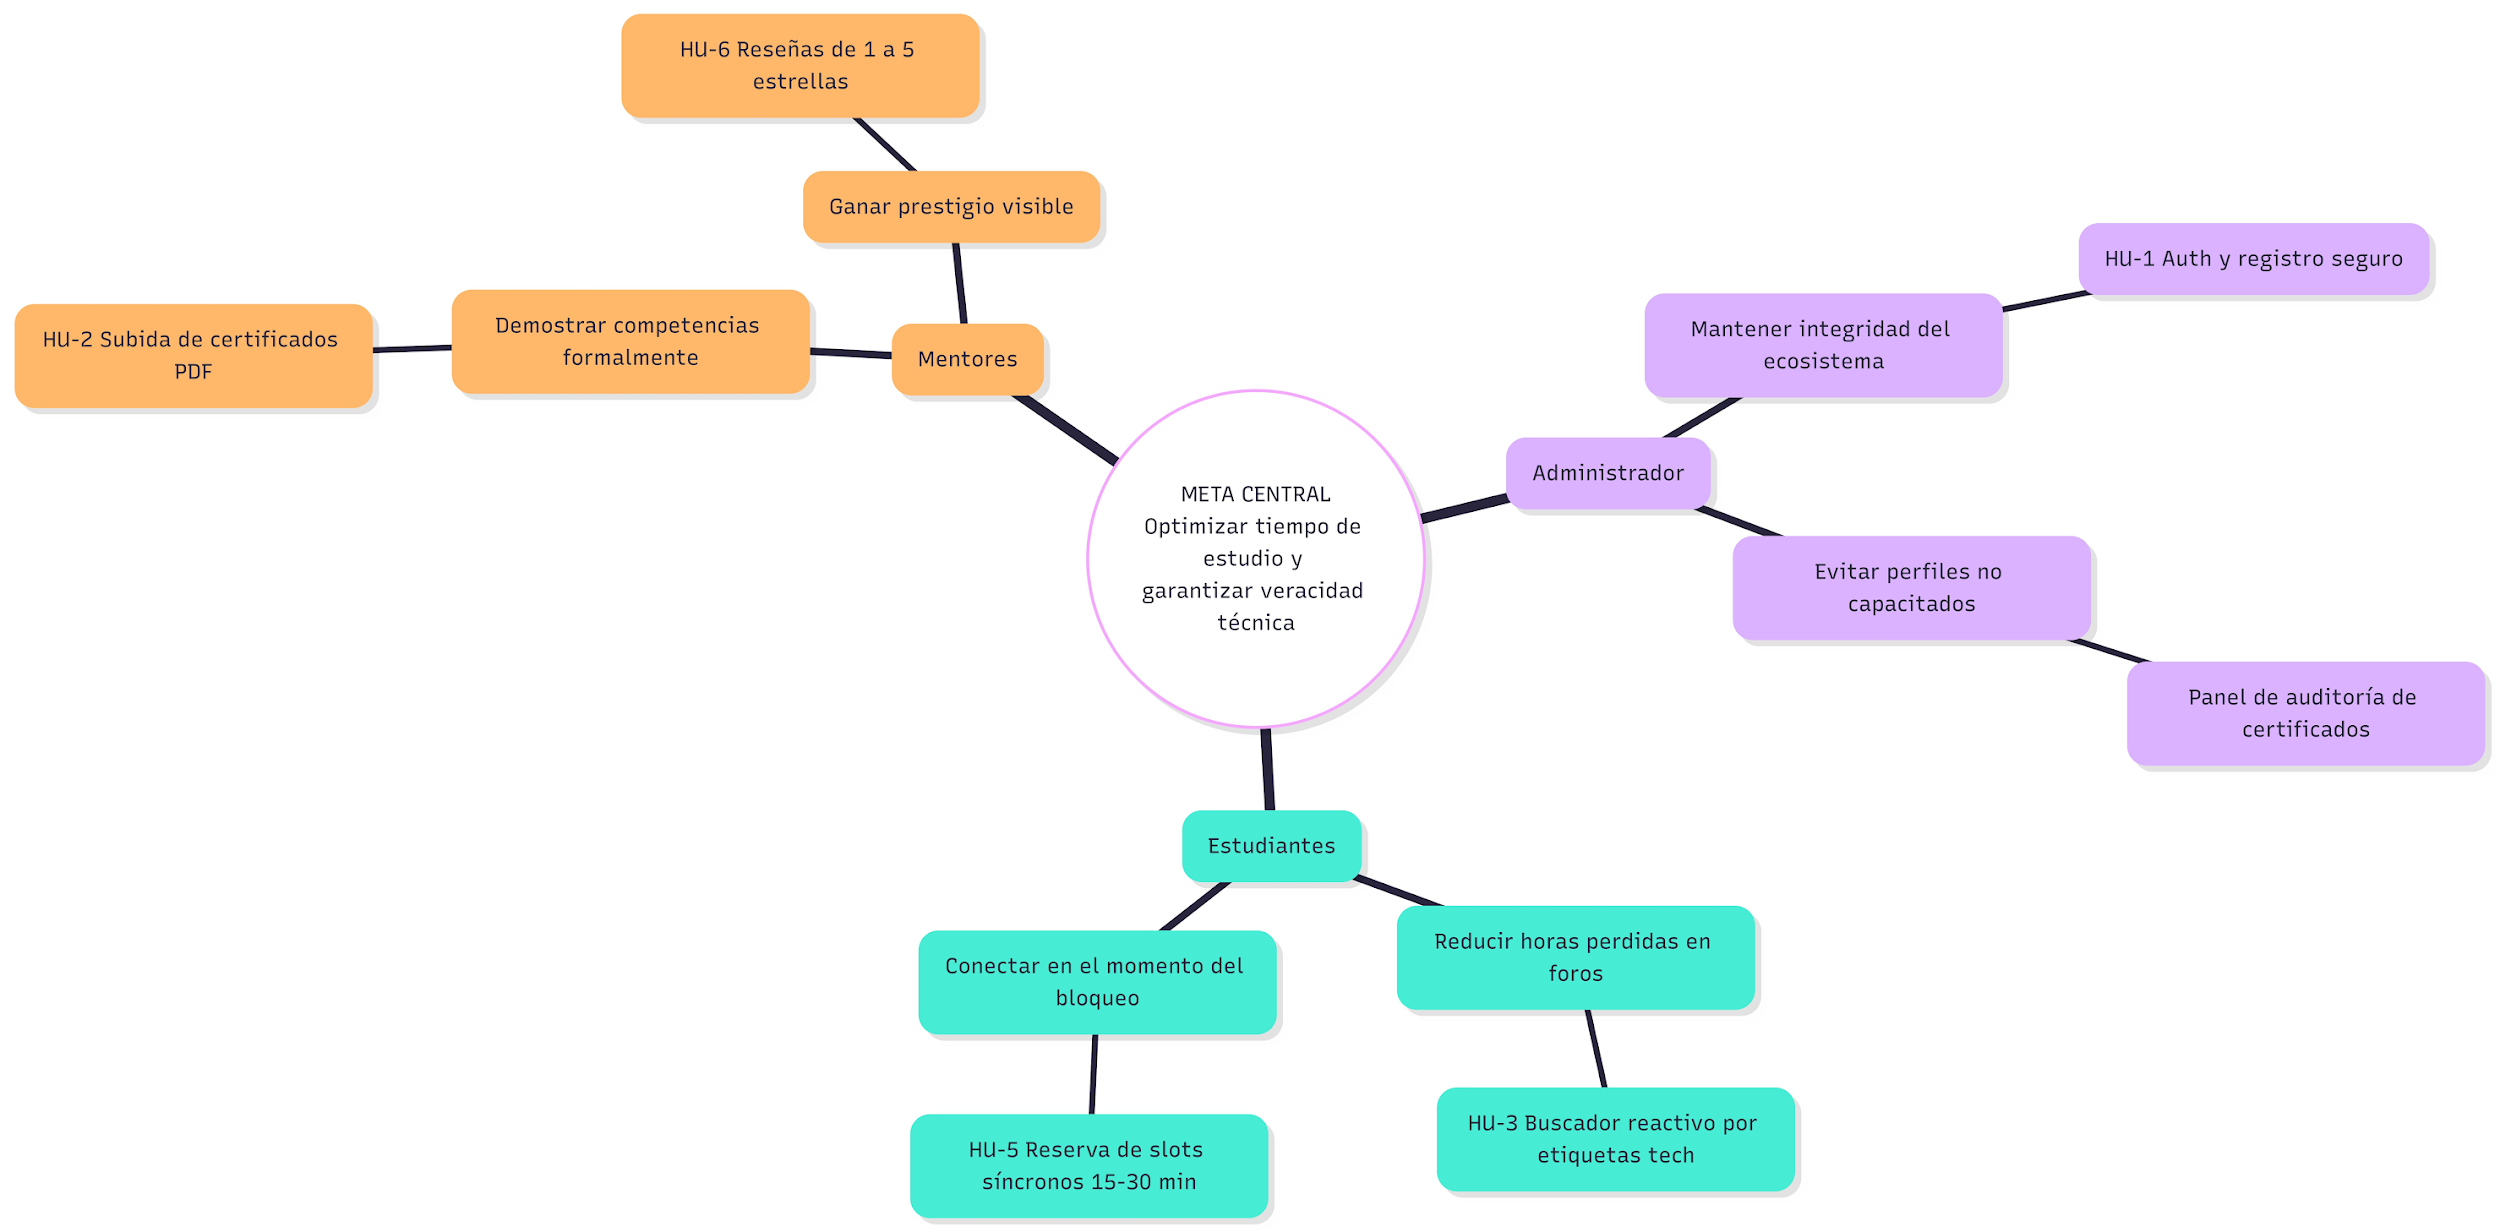 HU-6 Reseñas de 1 a 5
estrellas
Ganar prestigio visible
HU-2 Subida de certificados
PDF
Demostrar competencias
formalmente
Mentores
META CENTRAL
Optimizar tiempo de
estudio y
garantizar veracidad
técnica
HU-1 Auth y registro seguro
Mantener integridad del
ecosistema
Administrador
Evitar perfiles no
capacitados
Panel de auditoría de
certificados
Estudiantes
Conectar en el momento del
bloqueo
Reducir horas perdidas en
foros
HU-5 Reserva de slots
síncronos 15-30 min
HU-3 Buscador reactivo por
etiquetas tech